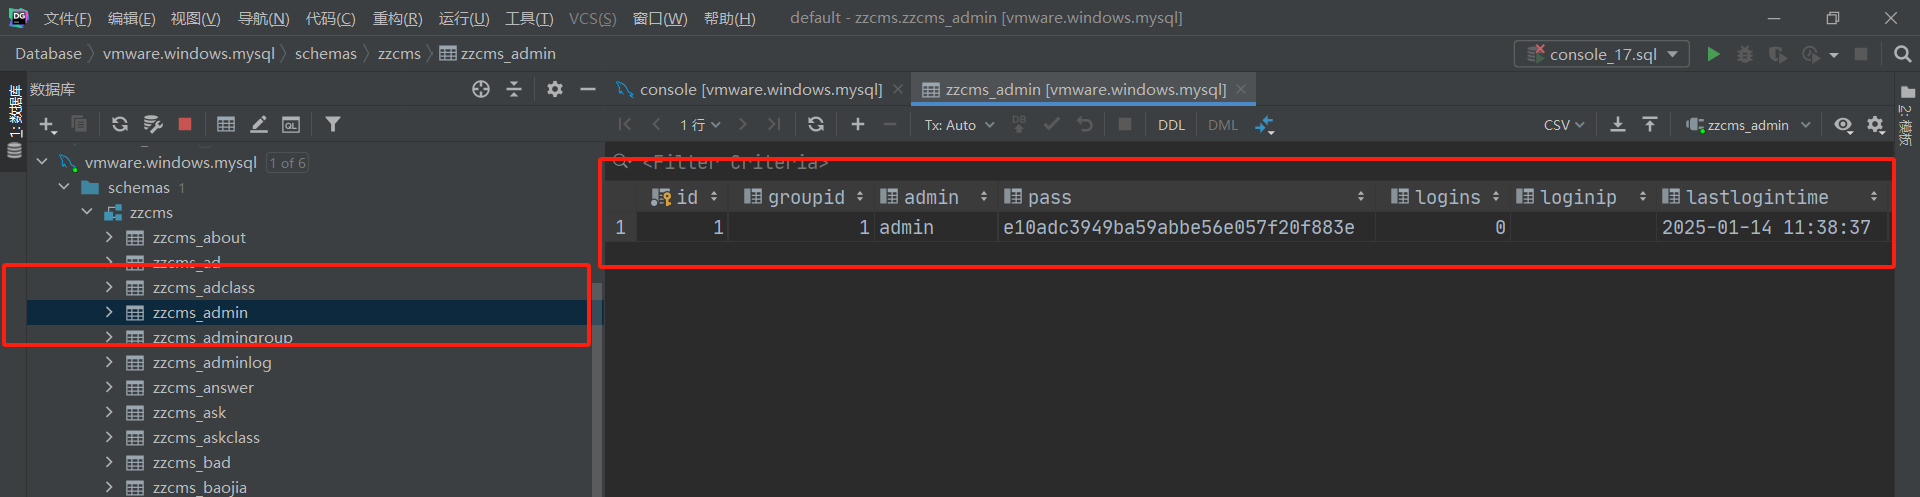 DG 文件(F) 编辑(E) 视图(V) 导航(N) 代码(C) 重构(R) 运行(U) 工具(T) VCS(S) 窗口(W) 帮助(H) default - zzcms.zzcms_admin [vmware.windows.mysql]
Database vmware.windows.mysql schemas zzcms zzcms_admin console_17.sql
1: 数据库
数据库
console [vmware.windows.mysql] zzcms_admin [vmware.windows.mysql]
2: 模板
QL
1 行 Tx: Auto DB DDL DML CSV zzcms_admin
<Filter Criteria>
id groupid admin pass logins loginip lastlogintime
1 1 1 admin e10adc3949ba59abbe56e057f20f883e 0 2025-01-14 11:38:37
vmware.windows.mysql 1 of 6
schemas 1
zzcms
zzcms_about
zzcms_ad
zzcms_adclass
zzcms_admin
zzcms_admingroup
zzcms_adminlog
zzcms_answer
zzcms_ask
zzcms_askclass
zzcms_bad
zzcms_baojia